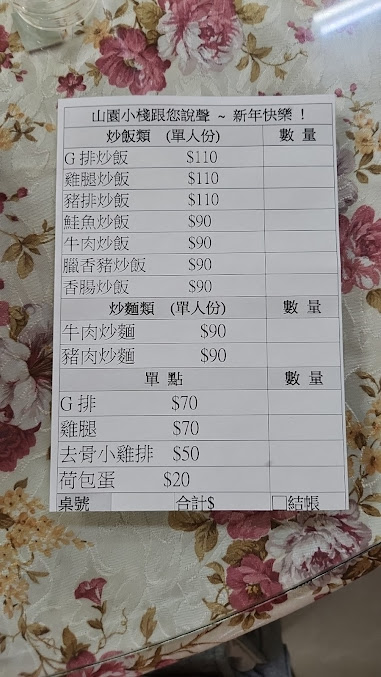 山園小棧跟您說聲 ~ 新年快樂！
炒飯類 (單人份) 數量
G 排炒飯 $110
雞腿炒飯 $110
豬排炒飯 $110
鮭魚炒飯 $90
牛肉炒飯 $90
臘香豬炒飯 $90
香腸炒飯 $90
炒麵類 (單人份) 數量
牛肉炒麵 $90
豬肉炒麵 $90
單點 數量
G 排 $70
雞腿 $70
去骨小雞排 $50
荷包蛋 $20
桌號 合計$ □結帳